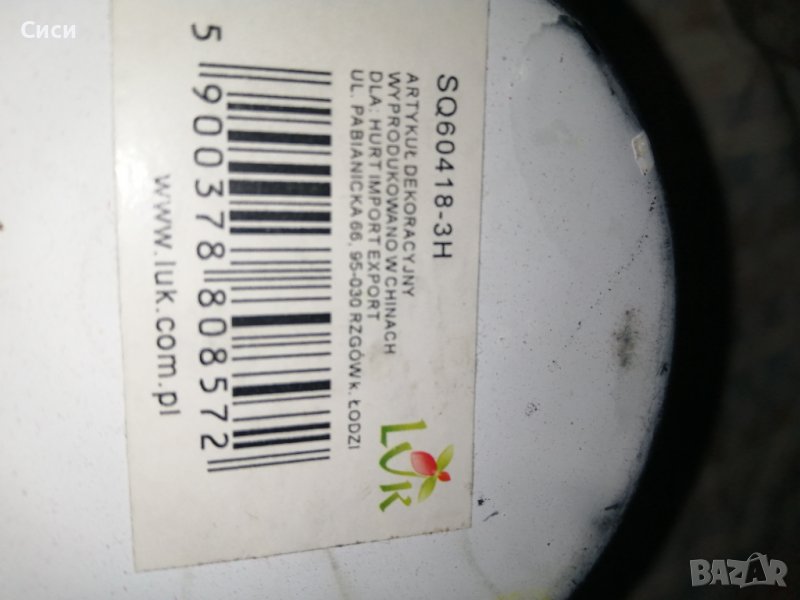 Сиси
SQ60418-3H
ARTYKUŁ DEKORACYJNY
WYPRODUKOWANO W CHINACH
DLA: HURT IMPORT EXPORT
UL. PABIANICKA 66, 95-030 RZGÓW k. ŁODZI
LUK
5 900378 808572
www.luk.com.pl
BAZAR